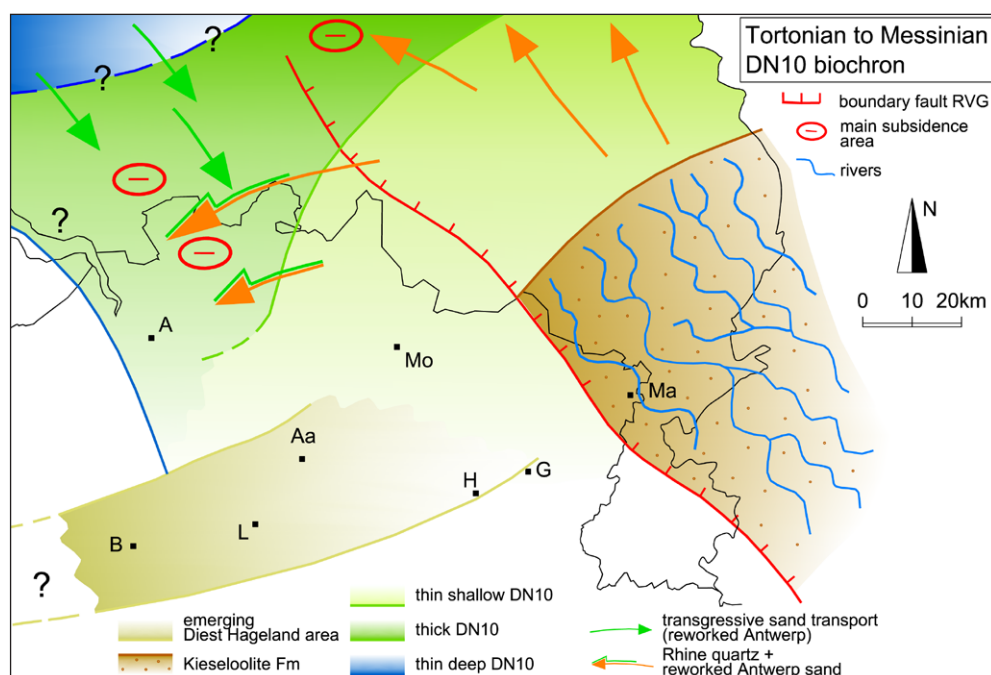 Tortonian to Messinian
DN10 biochron
boundary fault RVG
main subsidence
area
rivers
N
0 10 20km
?
?
?
?
A
Mo
Ma
Aa
H
G
L
B
emerging
Diest Hageland area
Kieseloolite Fm
thin shallow DN10
thick DN10
thin deep DN10
transgressive sand transport
(reworked Antwerp)
Rhine quartz +
reworked Antwerp sand